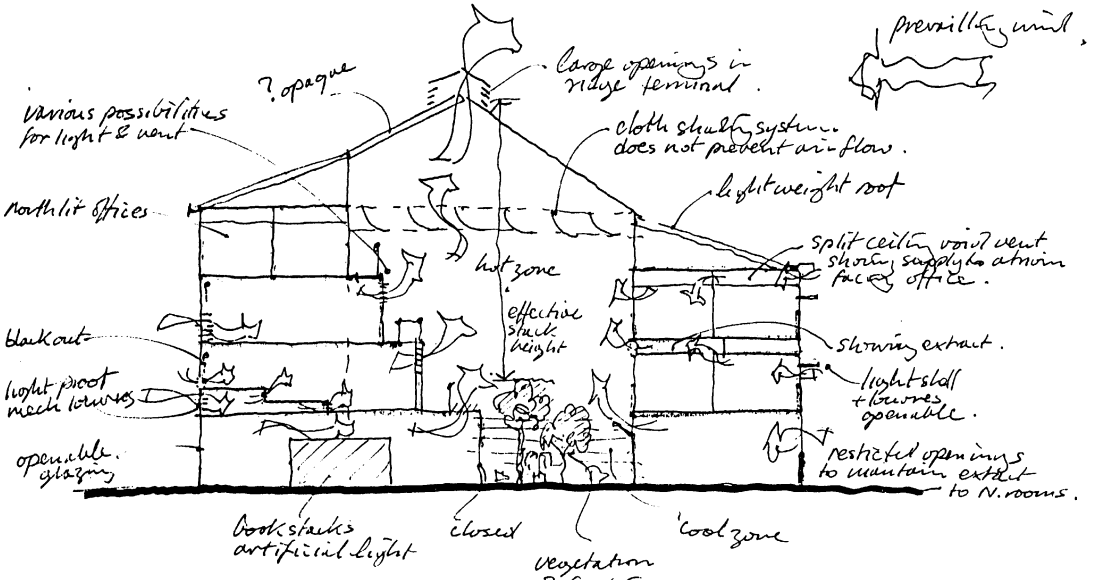 prevailing wind.
large openings in
ridge terminal.
? opaque
various possibilities
for light & vent
cloth shading system.
does not prevent air flow.
lightweight roof
north lit offices
split ceiling void vent
showing supply to atrium
facing office.
hot zone
effective
stack
height
blackout
showing extract.
light proof
mech louvres
light shelf
+ louvres
openable.
openable.
glazing
restricted openings
to maintain extract
to N. rooms.
book stacks
artificial light
closed
cool zone
vegetation